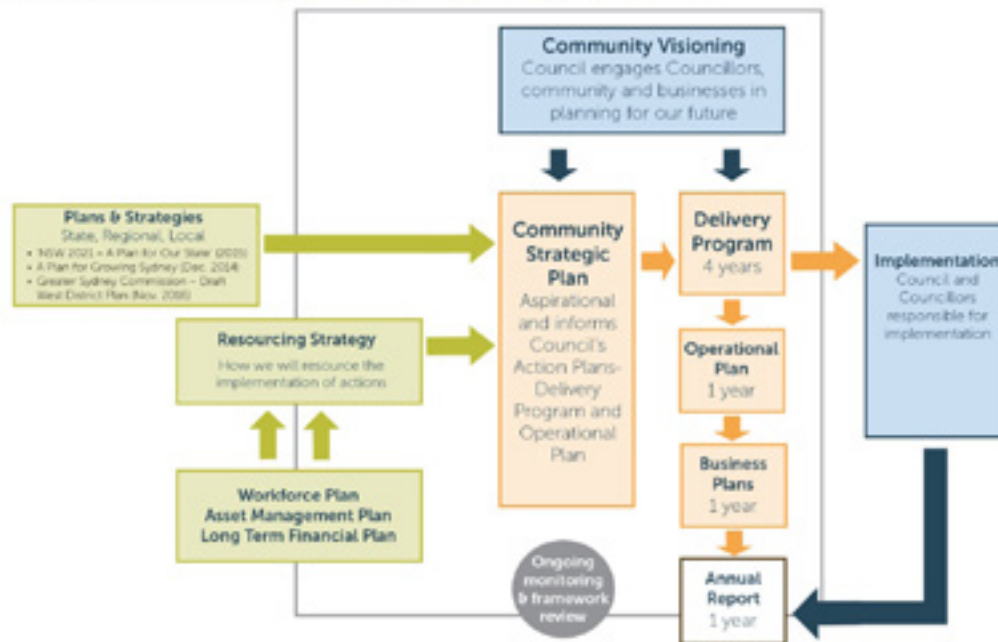 Community Visioning
Council engages Councillors,
community and businesses in
planning for our future
Plans & Strategies
State, Regional, Local
• 'NSW 2021 – A Plan for Our State' (2015)
• A Plan for Growing Sydney (Dec. 2014)
• Greater Sydney Commission – Draft
West District Plan (Nov. 2016)
Resourcing Strategy
How we will resource the
implementation of actions
Workforce Plan
Asset Management Plan
Long Term Financial Plan
Community
Strategic
Plan
Aspirational
and informs
Council's
Action Plans-
Delivery
Program and
Operational
Plan
Delivery
Program
4 years
Operational
Plan
1 year
Business
Plans
1 year
Annual
Report
1 year
Implementation
Council and
Councillors
responsible for
implementation
Ongoing
monitoring
& framework
review